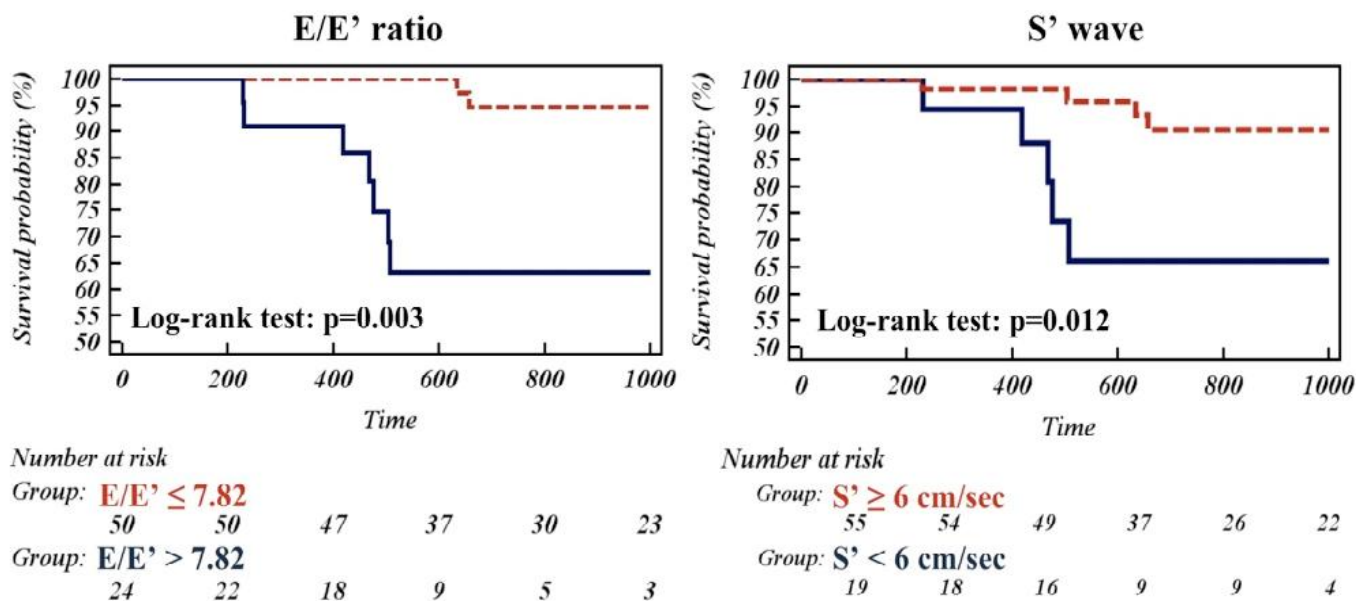 E/E’ ratio
Survival probability (%)
100
95
90
85
80
75
70
65
60
55
50
Log-rank test: p=0.003
0 200 400 600 800 1000
Time
Number at risk
Group: E/E’ ≤ 7.82
50 50 47 37 30 23
Group: E/E’ > 7.82
24 22 18 9 5 3
S’ wave
Survival probability (%)
100
95
90
85
80
75
70
65
60
55
50
Log-rank test: p=0.012
0 200 400 600 800 1000
Time
Number at risk
Group: S’ ≥ 6 cm/sec
55 54 49 37 26 22
Group: S’ < 6 cm/sec
19 18 16 9 9 4